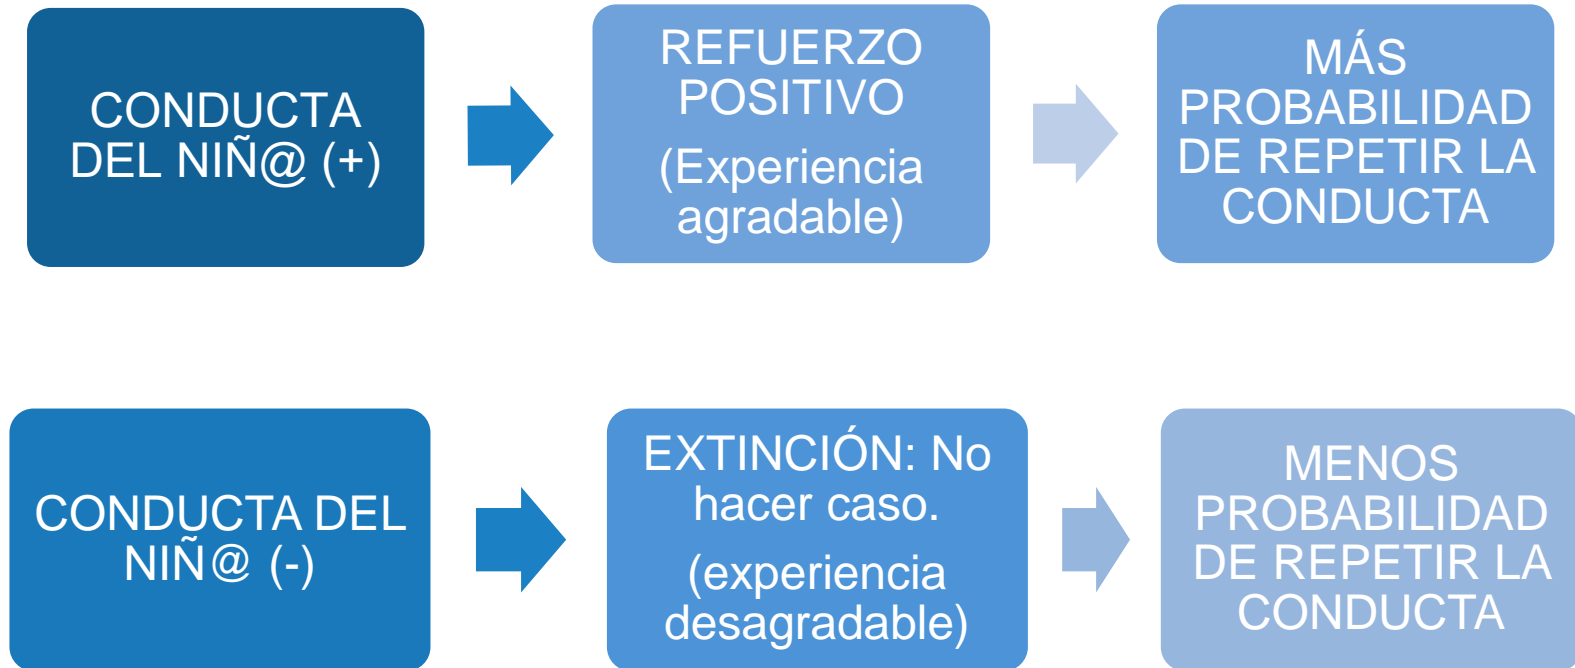 CONDUCTA
DEL NIÑ@ (+)
REFUERZO
POSITIVO
(Experiencia
agradable)
MÁS
PROBABILIDAD
DE REPETIR LA
CONDUCTA
CONDUCTA DEL
NIÑ@ (-)
EXTINCIÓN: No
hacer caso.
(experiencia
desagradable)
MENOS
PROBABILIDAD
DE REPETIR LA
CONDUCTA